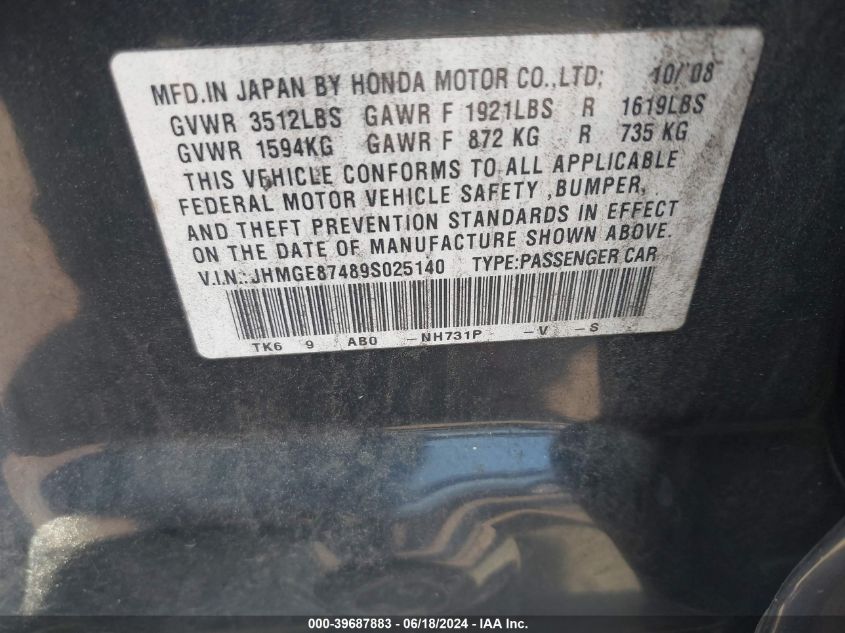 MFD.IN JAPAN BY HONDA MOTOR CO.,LTD; 10/'08
GVWR 3512LBS GAWR F 1921LBS R 1619LBS
GVWR 1594KG GAWR F 872 KG R 735 KG
THIS VEHICLE CONFORMS TO ALL APPLICABLE
FEDERAL MOTOR VEHICLE SAFETY ,BUMPER,
AND THEFT PREVENTION STANDARDS IN EFFECT
ON THE DATE OF MANUFACTURE SHOWN ABOVE.
V.I.N.: JHMGE87489S025140 TYPE:PASSENGER CAR
TK6 9 AB0 -NH731P -V -S
000-39687883 - 06/18/2024 - IAA Inc.